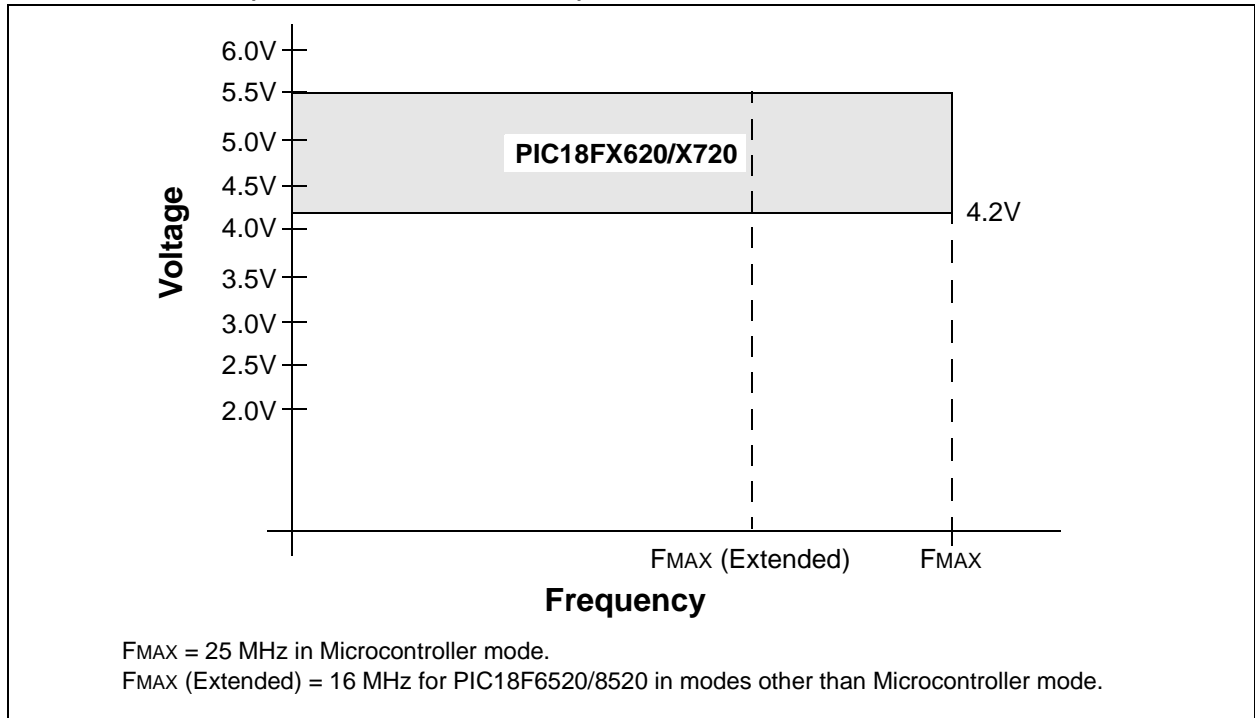 6.0V
5.5V
5.0V
PIC18FX620/X720
4.5V
4.2V
4.0V
Voltage
3.5V
3.0V
2.5V
2.0V
FMAX (Extended)
FMAX
Frequency
FMAX = 25 MHz in Microcontroller mode.
FMAX (Extended) = 16 MHz for PIC18F6520/8520 in modes other than Microcontroller mode.